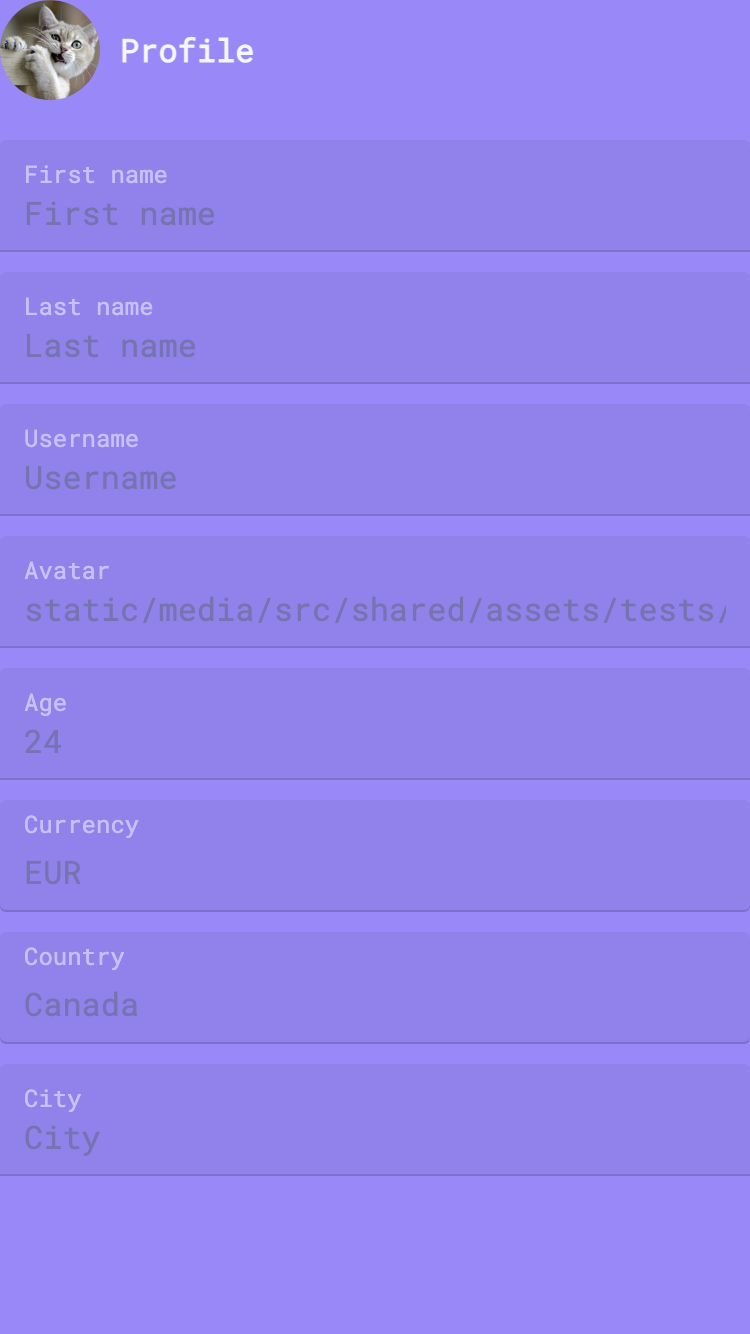 Profile
First name
First name
Last name
Last name
Username
Username
Avatar
static/media/src/shared/assets/tests/
Age
24
Currency
EUR
Country
Canada
City
City